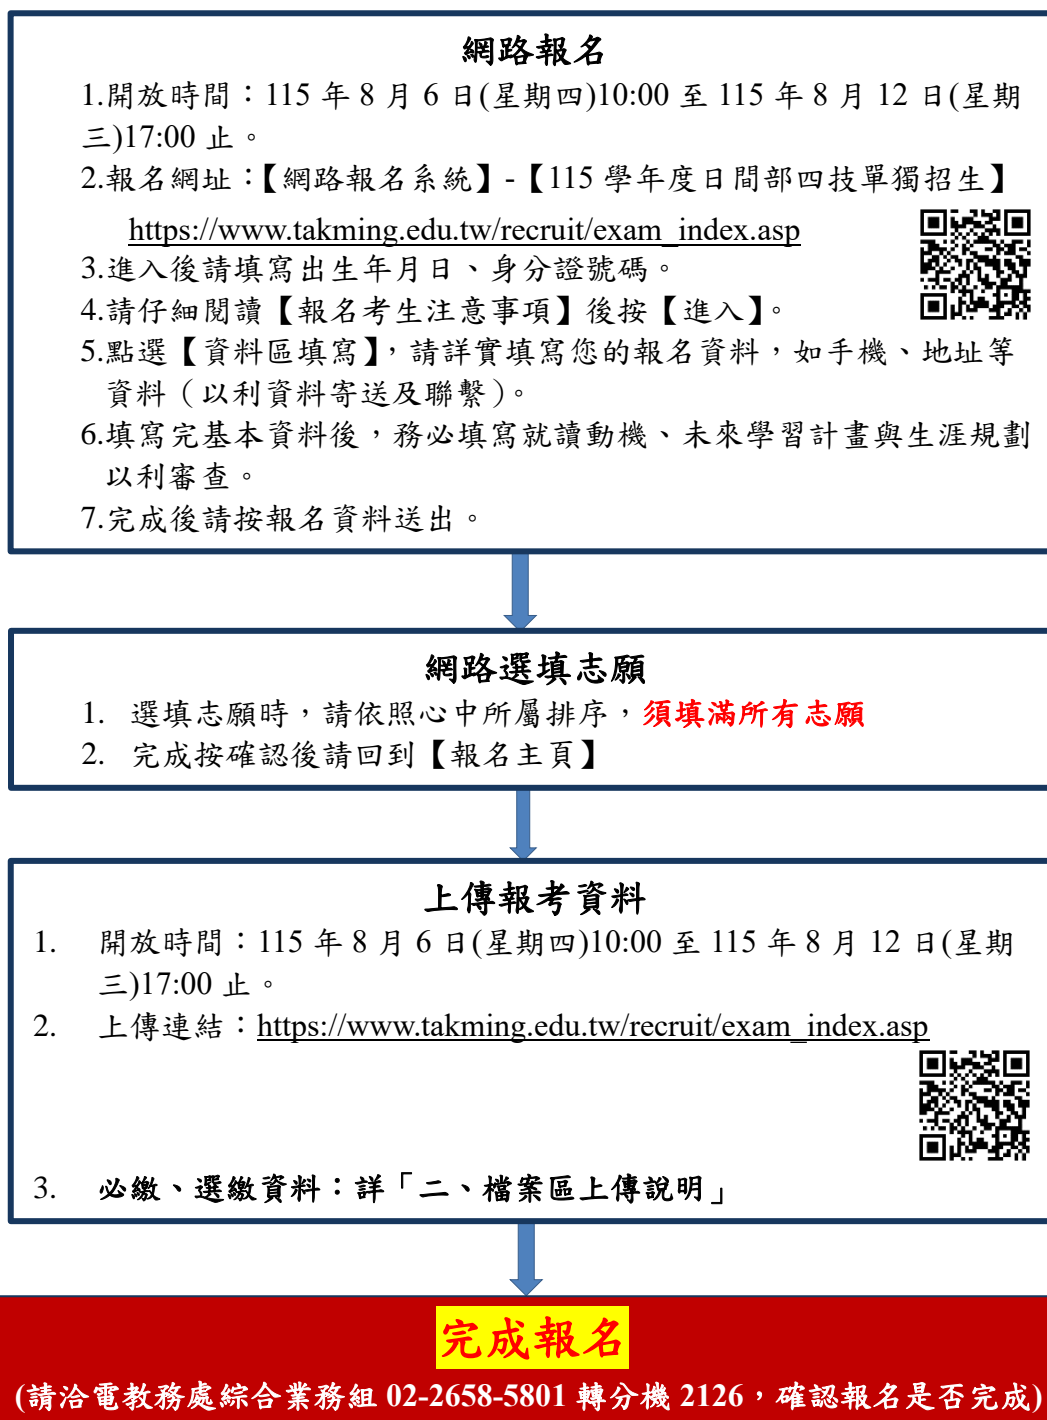 網路報名
1.開放時間：115 年 8 月 6 日(星期四)10:00 至 115 年 8 月 12 日(星期
三)17:00 止。
2.報名網址：【網路報名系統】-【115 學年度日間部四技單獨招生】
https://www.takming.edu.tw/recruit/exam_index.asp
3.進入後請填寫出生年月日、身分證號碼。
4.請仔細閱讀【報名考生注意事項】後按【進入】。
5.點選【資料區填寫】，請詳實填寫您的報名資料，如手機、地址等
資料（以利資料寄送及聯繫）。
6.填寫完基本資料後，務必填寫就讀動機、未來學習計畫與生涯規劃
以利審查。
7.完成後請按報名資料送出。
網路選填志願
1. 選填志願時，請依照心中所屬排序，須填滿所有志願
2. 完成按確認後請回到【報名主頁】
上傳報考資料
1. 開放時間：115 年 8 月 6 日(星期四)10:00 至 115 年 8 月 12 日(星期
三)17:00 止。
2. 上傳連結：https://www.takming.edu.tw/recruit/exam_index.asp
3. 必繳、選繳資料：詳「二、檔案區上傳說明」
完成報名
(請洽電教務處綜合業務組 02-2658-5801 轉分機 2126，確認報名是否完成)